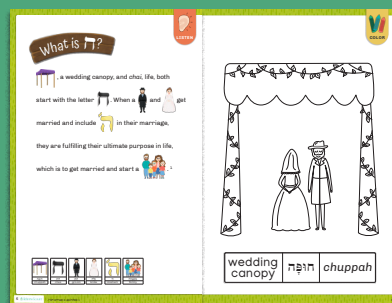 What is ח?
LISTEN
, a wedding canopy, and chai, life, both
start with the letter ח. When a and get
married and include ה in their marriage,
they are fulfilling their ultimate purpose in life,
which is to get married and start a .¹
COLOR
wedding canopy
חוּפָּה
chuppah